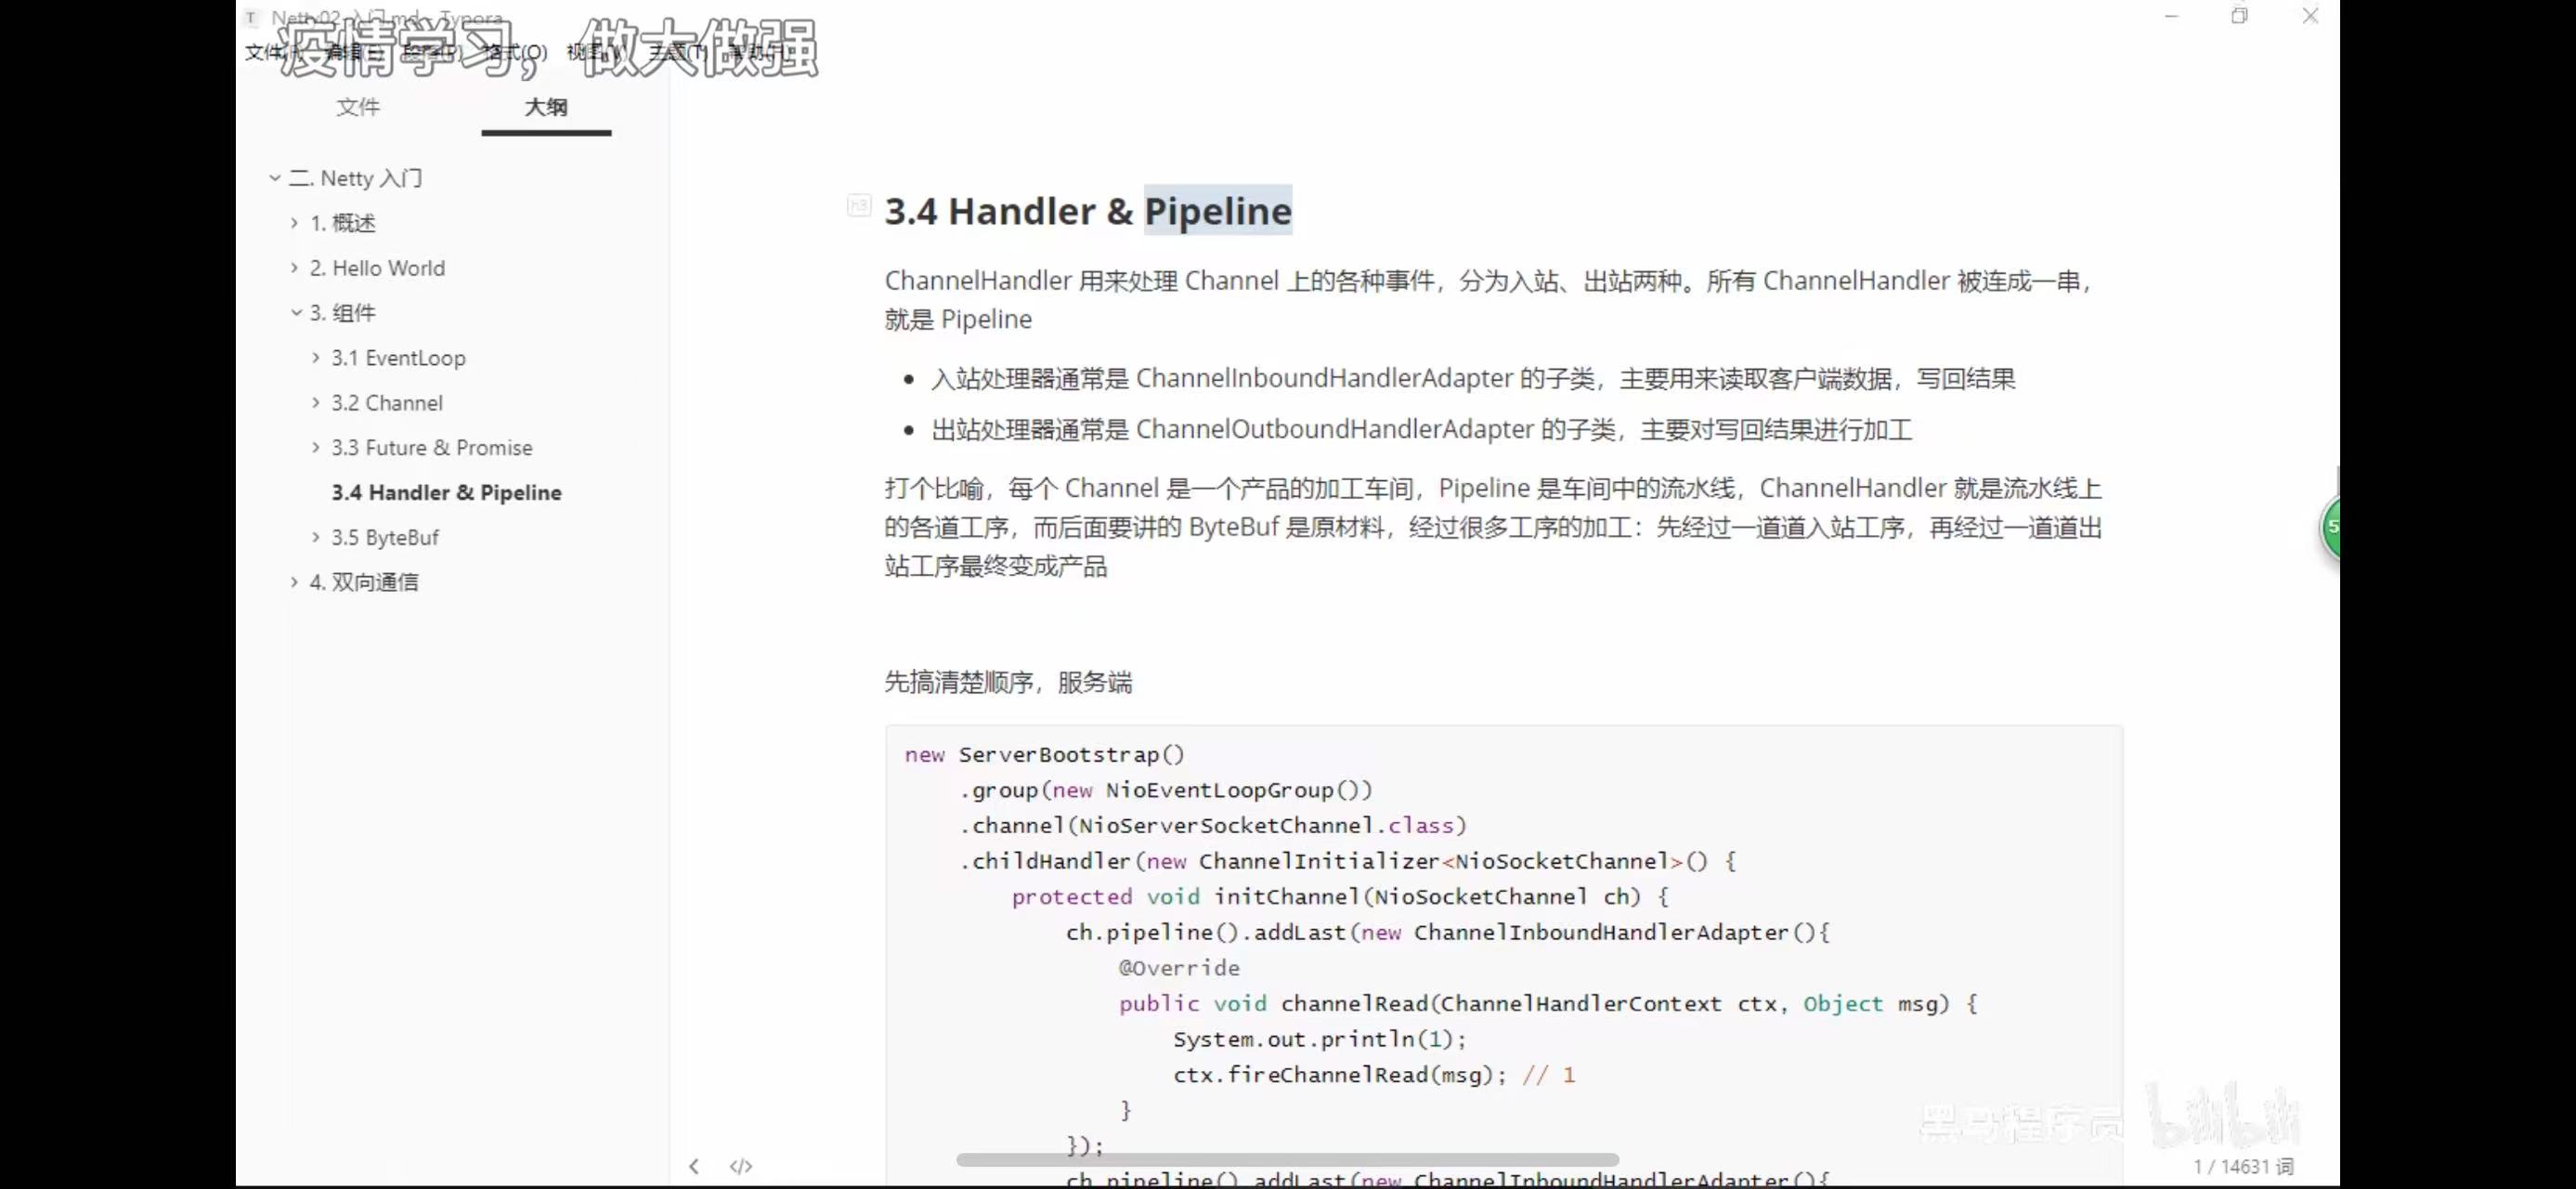 Netty02-入门.md - Typora
疫情学习，做大做强
文件(F) 编辑(E) 段落(P) 格式(O) 视图(V) 主题(T) 帮助(H)
文件 大纲
二. Netty 入门
1. 概述
2. Hello World
3. 组件
3.1 EventLoop
3.2 Channel
3.3 Future & Promise
3.4 Handler & Pipeline
3.5 ByteBuf
4. 双向通信
h3
3.4 Handler & Pipeline
ChannelHandler 用来处理 Channel 上的各种事件，分为入站、出站两种。所有 ChannelHandler 被连成一串，
就是 Pipeline
• 入站处理器通常是 ChannelInboundHandlerAdapter 的子类，主要用来读取客户端数据，写回结果
• 出站处理器通常是 ChannelOutboundHandlerAdapter 的子类，主要对写回结果进行加工
打个比喻，每个 Channel 是一个产品的加工车间，Pipeline 是车间中的流水线，ChannelHandler 就是流水线上
的各道工序，而后面要讲的 ByteBuf 是原材料，经过很多工序的加工：先经过一道道入站工序，再经过一道道出
站工序最终变成产品
先搞清楚顺序，服务端
new ServerBootstrap()
.group(new NioEventLoopGroup())
.channel(NioServerSocketChannel.class)
.childHandler(new ChannelInitializer<NioSocketChannel>() {
protected void initChannel(NioSocketChannel ch) {
ch.pipeline().addLast(new ChannelInboundHandlerAdapter(){
@Override
public void channelRead(ChannelHandlerContext ctx, Object msg) {
System.out.println(1);
ctx.fireChannelRead(msg); // 1
}
});
ch.pipeline().addLast(new ChannelInboundHandlerAdapter(){
5
黑马程序员 bilibili
</> 1 / 14631 词